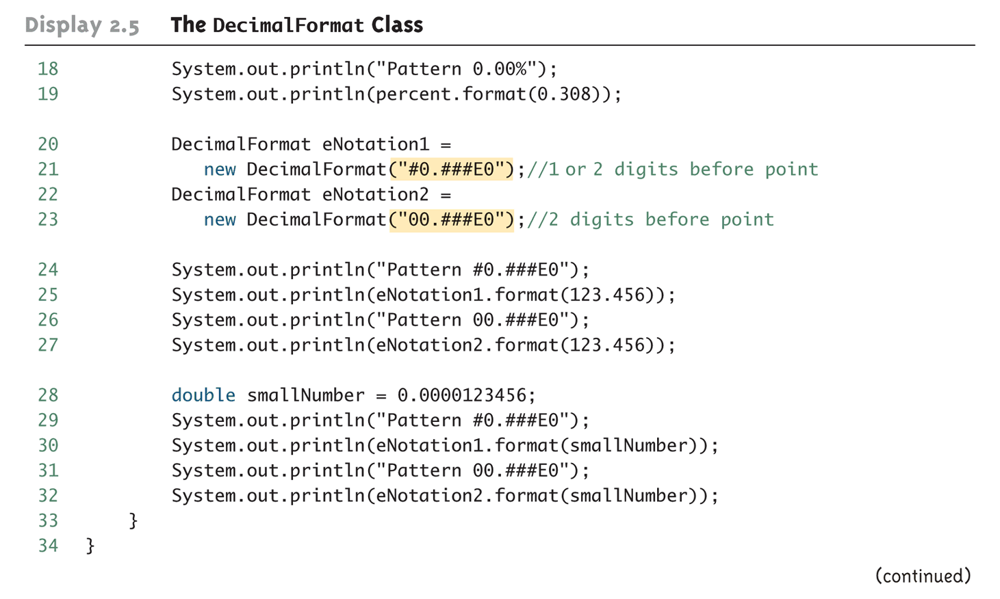 Display 2.5 The DecimalFormat Class
18 System.out.println("Pattern 0.00%");
19 System.out.println(percent.format(0.308));
20 DecimalFormat eNotation1 =
21 new DecimalFormat("#0.###E0");//1 or 2 digits before point
22 DecimalFormat eNotation2 =
23 new DecimalFormat("00.###E0");//2 digits before point
24 System.out.println("Pattern #0.###E0");
25 System.out.println(eNotation1.format(123.456));
26 System.out.println("Pattern 00.###E0");
27 System.out.println(eNotation2.format(123.456));
28 double smallNumber = 0.0000123456;
29 System.out.println("Pattern #0.###E0");
30 System.out.println(eNotation1.format(smallNumber));
31 System.out.println("Pattern 00.###E0");
32 System.out.println(eNotation2.format(smallNumber));
33 }
34 }
(continued)